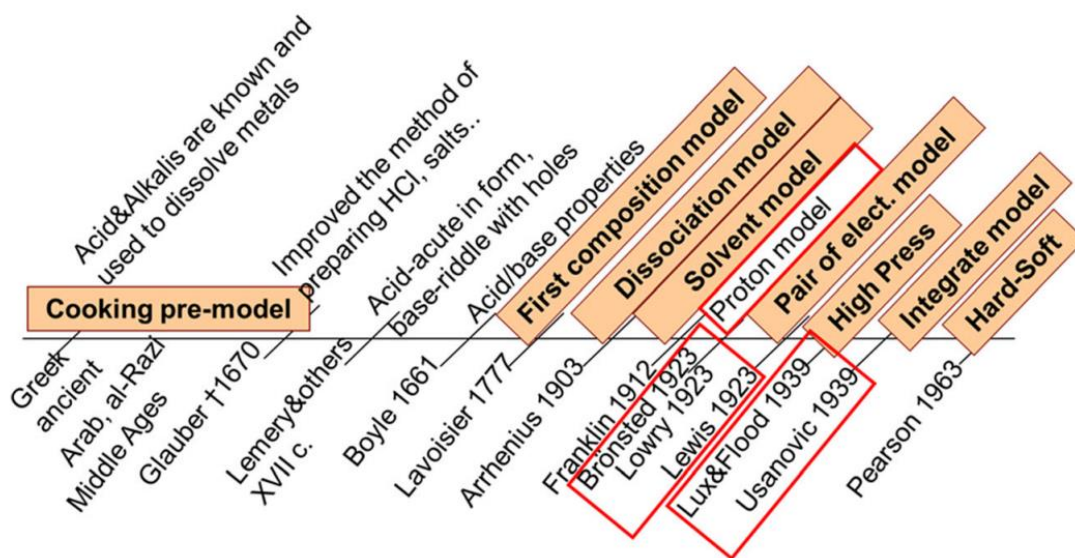 Acid&Alkalis are known and
used to dissolve metals
Improved the method of
preparing HCl, salts..
Acid-acute in form,
base-riddle with holes
Acid/base properties
First composition model
Dissociation model
Solvent model
Proton model
Pair of elect. model
High Press
Integrate model
Hard-Soft
Cooking pre-model
Greek
ancient
Arab, al-Razi
Middle Ages
Glauber †1670
Lemery&others
XVII c.
Boyle 1661
Lavoisier 1777
Arrhenius 1903
Franklin 1912
Bronsted 1923
Lowry 1923
Lewis 1923
Lux&Flood 1939
Usanovic 1939
Pearson 1963